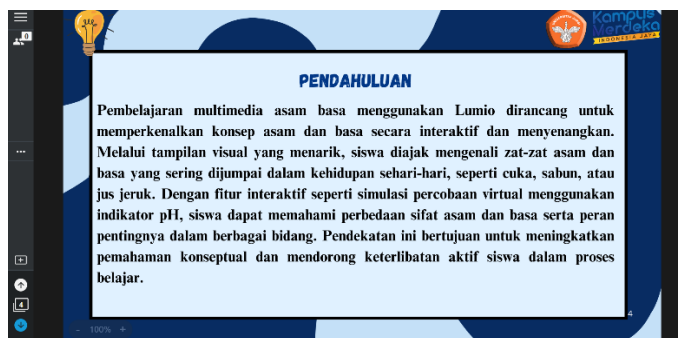 0
Kampus
Merdeka
INDONESIA JAYA
PENDAHULUAN
Pembelajaran multimedia asam basa menggunakan Lumio dirancang untuk
memperkenalkan konsep asam dan basa secara interaktif dan menyenangkan.
Melalui tampilan visual yang menarik, siswa diajak mengenali zat-zat asam dan
basa yang sering dijumpai dalam kehidupan sehari-hari, seperti cuka, sabun, atau
jus jeruk. Dengan fitur interaktif seperti simulasi percobaan virtual menggunakan
indikator pH, siswa dapat memahami perbedaan sifat asam dan basa serta peran
pentingnya dalam berbagai bidang. Pendekatan ini bertujuan untuk meningkatkan
pemahaman konseptual dan mendorong keterlibatan aktif siswa dalam proses
belajar.
4
4
- 100% +